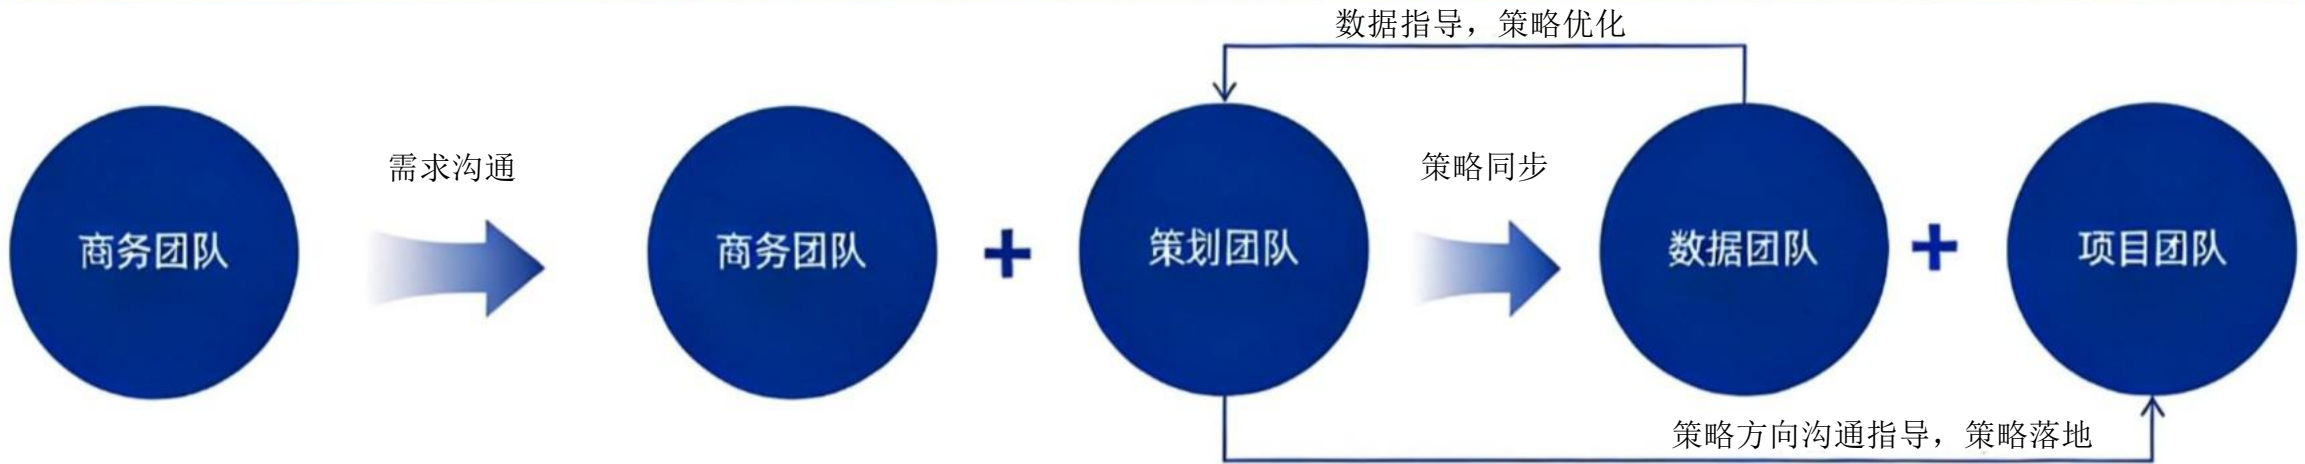 数据指导，策略优化
需求沟通
策略同步
商务团队
商务团队
+
策划团队
数据团队
+
项目团队
策略方向沟通指导，策略落地